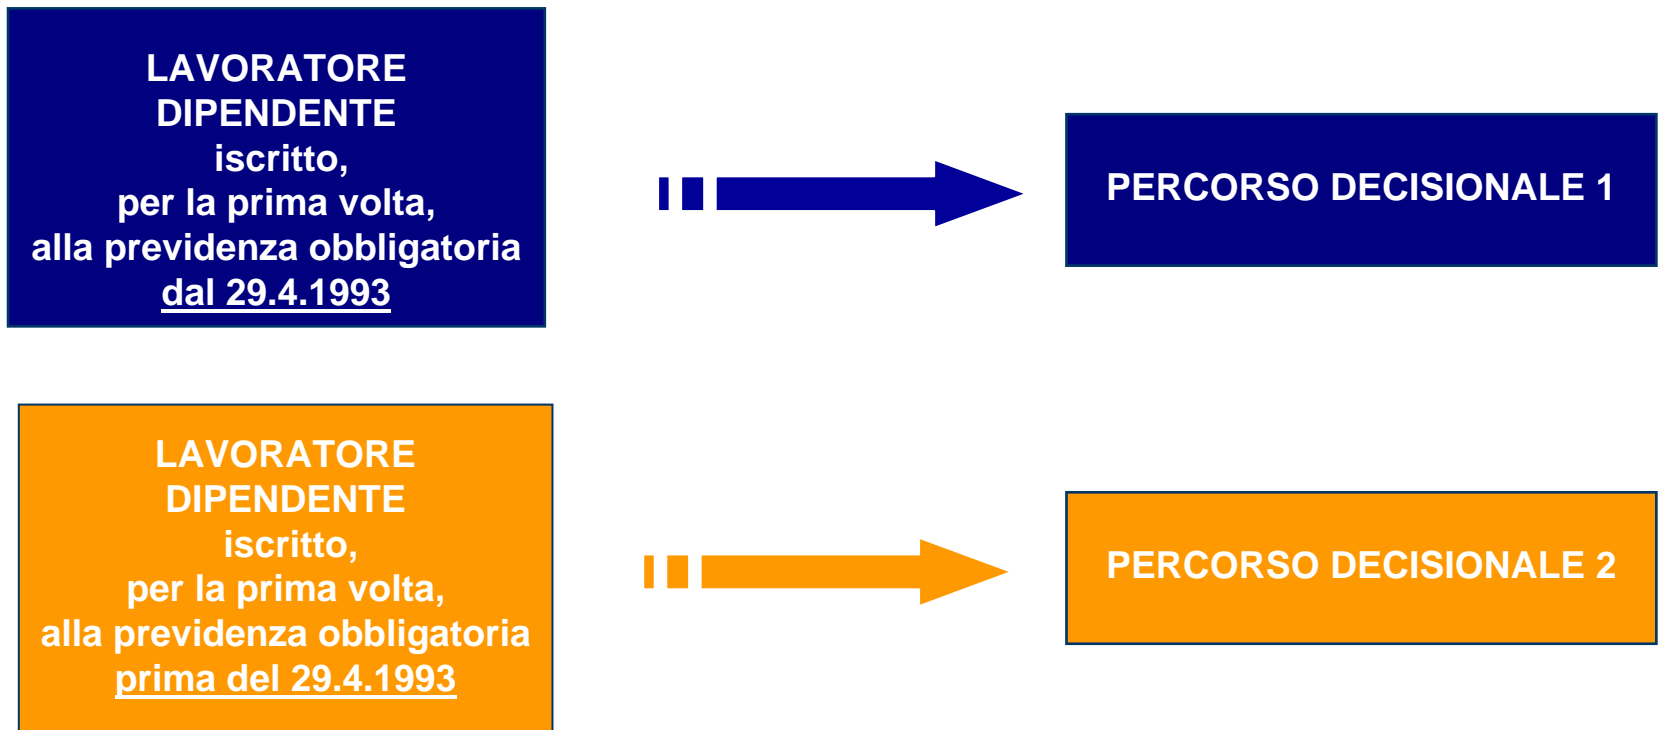 LAVORATORE
DIPENDENTE
iscritto,
per la prima volta,
alla previdenza obbligatoria
dal 29.4.1993
PERCORSO DECISIONALE 1
LAVORATORE
DIPENDENTE
iscritto,
per la prima volta,
alla previdenza obbligatoria
prima del 29.4.1993
PERCORSO DECISIONALE 2